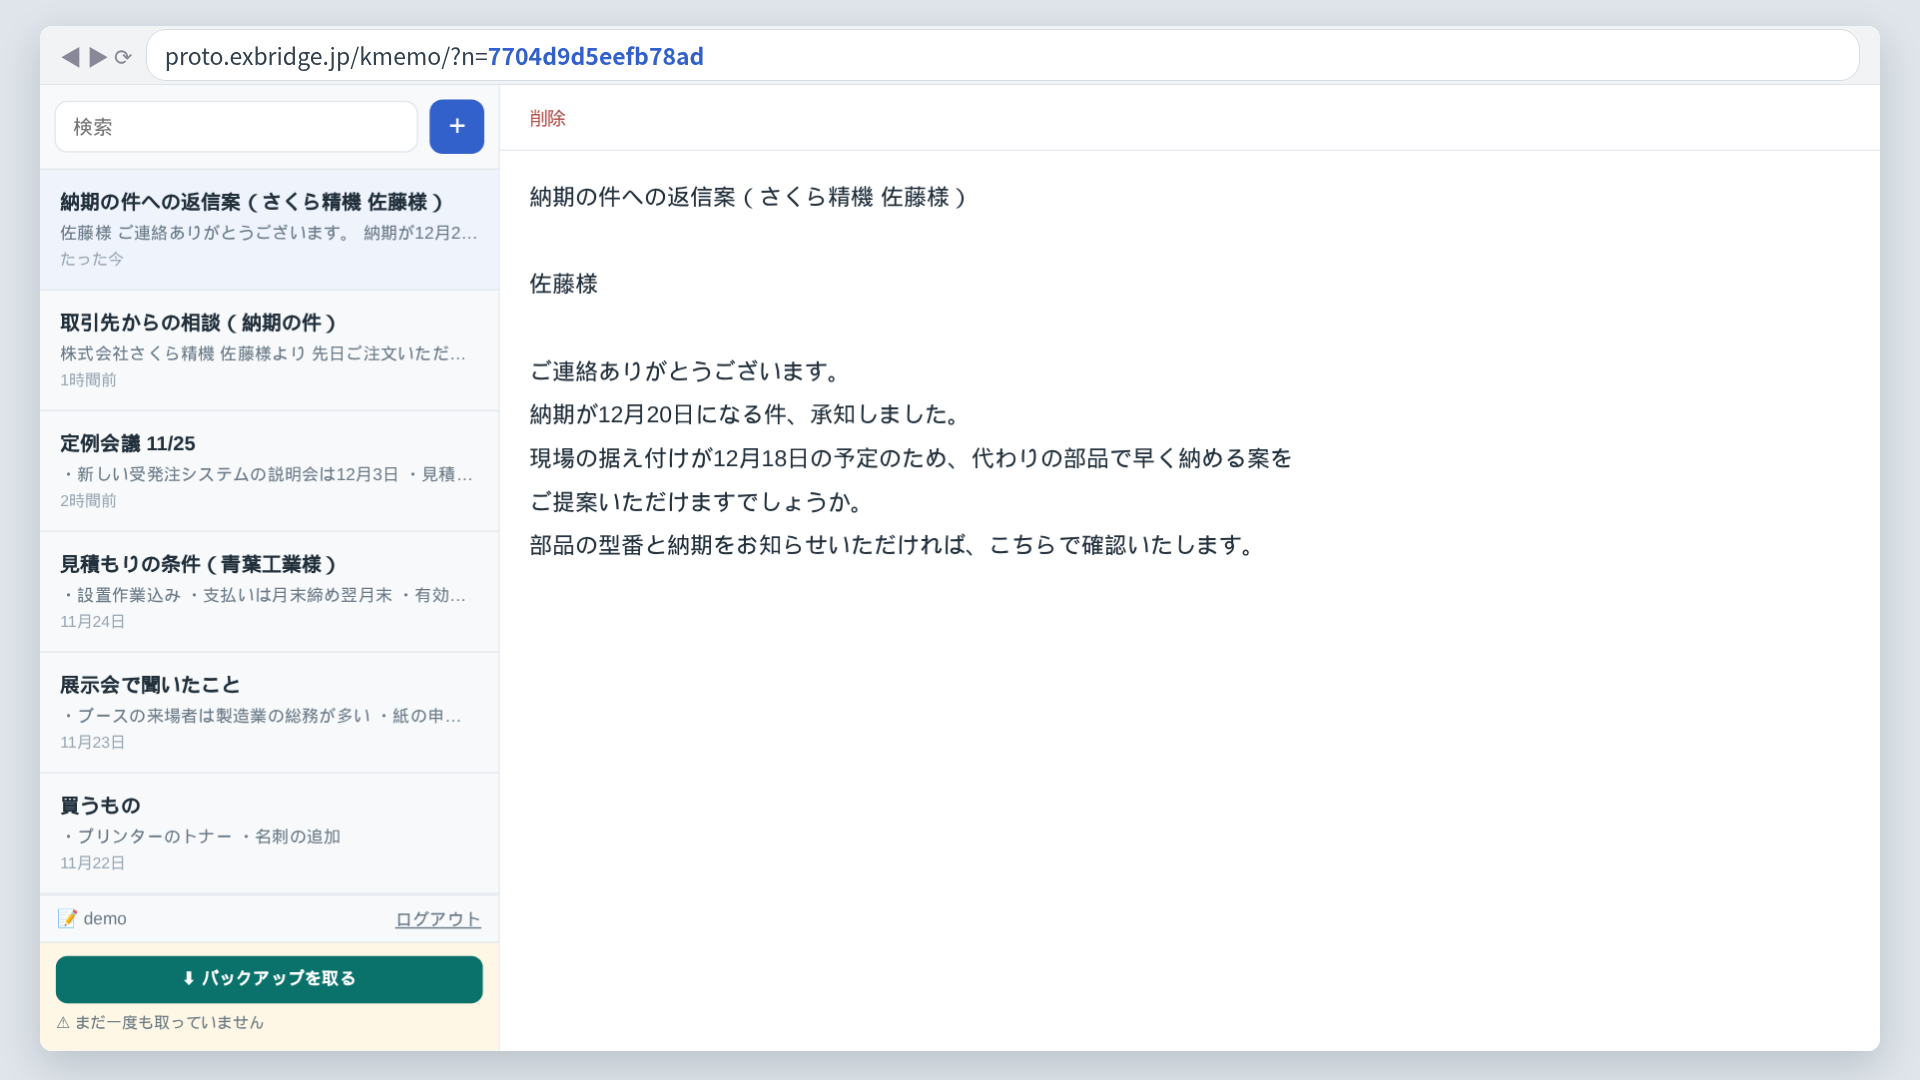 proto.exbridge.jp/kmemo/?n=7704d9d5eefb78ad
検索
+
納期の件への返信案（さくら精機 佐藤様）
佐藤様 ご連絡ありがとうございます。 納期が12月2…
たった今
取引先からの相談（納期の件）
株式会社さくら精機 佐藤様より 先日ご注文いただ…
1時間前
定例会議 11/25
・新しい受発注システムの説明会は12月3日 ・見積…
2時間前
見積もりの条件（青葉工業様）
・設置作業込み ・支払いは月末締め翌月末 ・有効…
11月24日
展示会で聞いたこと
・ブースの来場者は製造業の総務が多い ・紙の申…
11月23日
買うもの
・プリンターのトナー ・名刺の追加
11月22日
📝 demo
ログアウト
⬇ バックアップを取る
⚠ まだ一度も取っていません
削除
納期の件への返信案（さくら精機 佐藤様）
佐藤様
ご連絡ありがとうございます。
納期が12月20日になる件、承知しました。
現場の据え付けが12月18日の予定のため、代わりの部品で早く納める案を
ご提案いただけますでしょうか。
部品の型番と納期をお知らせいただければ、こちらで確認いたします。